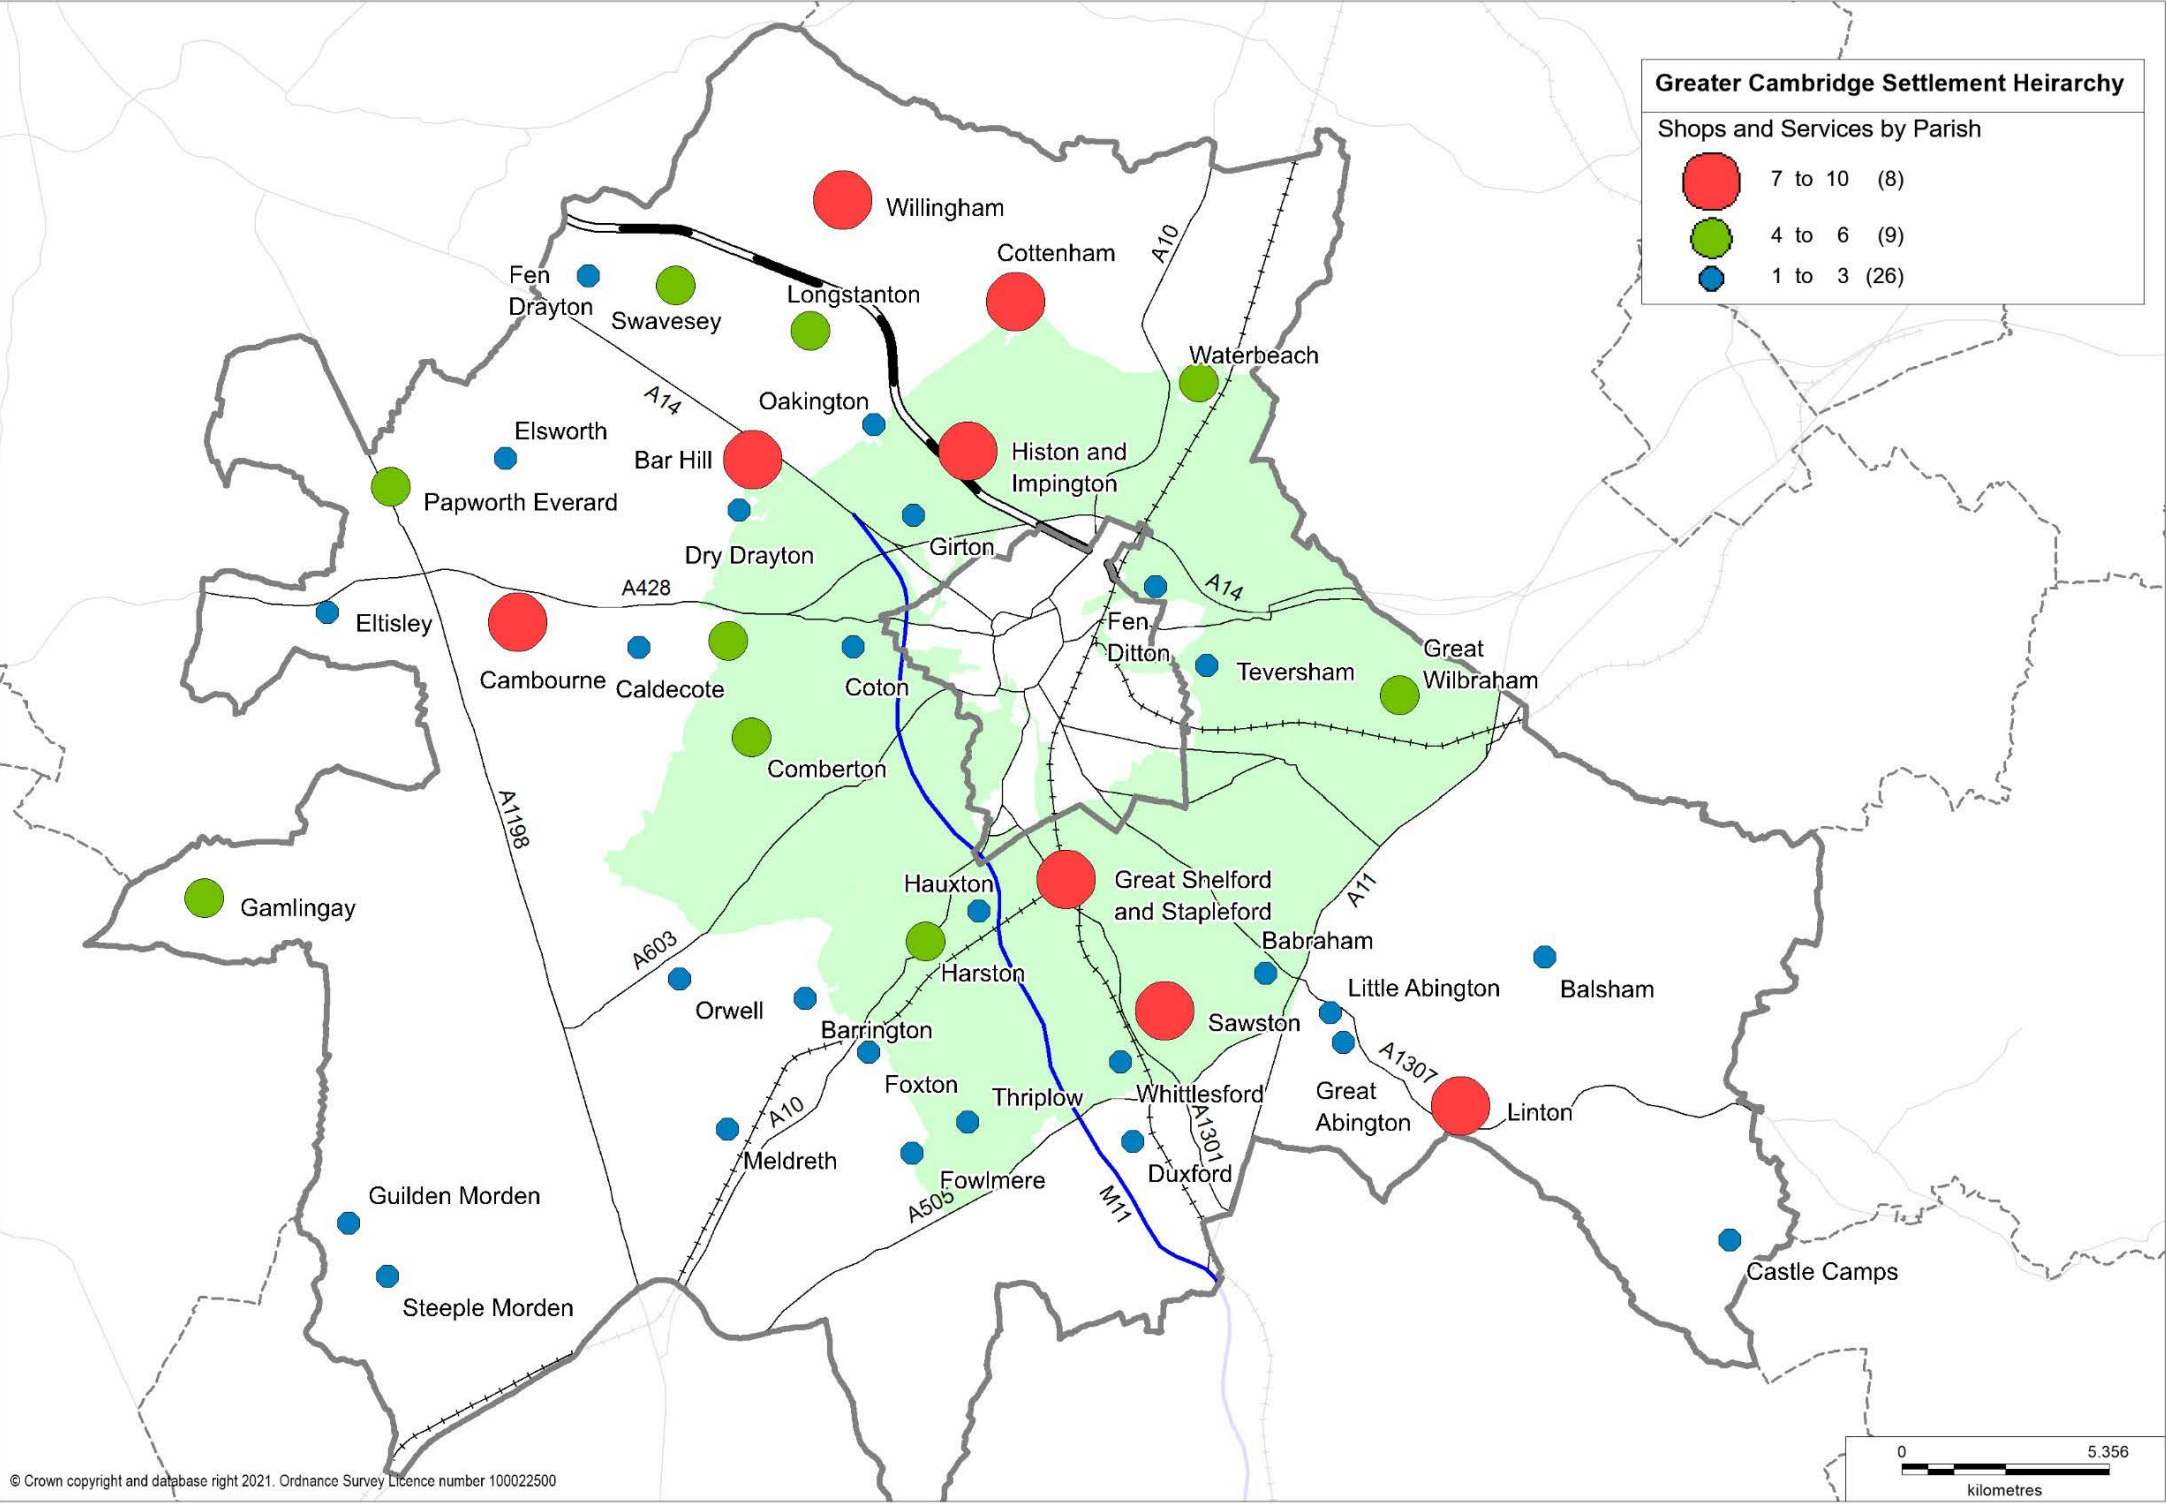 Greater Cambridge Settlement Heirarchy
Shops and Services by Parish
7 to 10 (8)
4 to 6 (9)
1 to 3 (26)
Willingham
Cottenham
A10
Fen
Drayton
Swavesey
Longstanton
Waterbeach
A14
Oakington
Elsworth
Bar Hill
Histon and
Impington
Papworth Everard
Dry Drayton
Girton
A428
A14
Eltisley
Fen
Ditton
Great
Wilbraham
Teversham
Cambourne
Caldecote
Coton
Comberton
A1198
Hauxton
Great Shelford
and Stapleford
A11
Gamlingay
A603
Babraham
Harston
Little Abington
Balsham
Orwell
Sawston
Barrington
A1307
Foxton
Thriplow
Whittlesford
Great
Abington
Linton
A10
A1301
Meldreth
Duxford
Fowlmere
A505
M11
Guilden Morden
Castle Camps
Steeple Morden
0 5.356
kilometres
© Crown copyright and database right 2021. Ordnance Survey Licence number 100022500